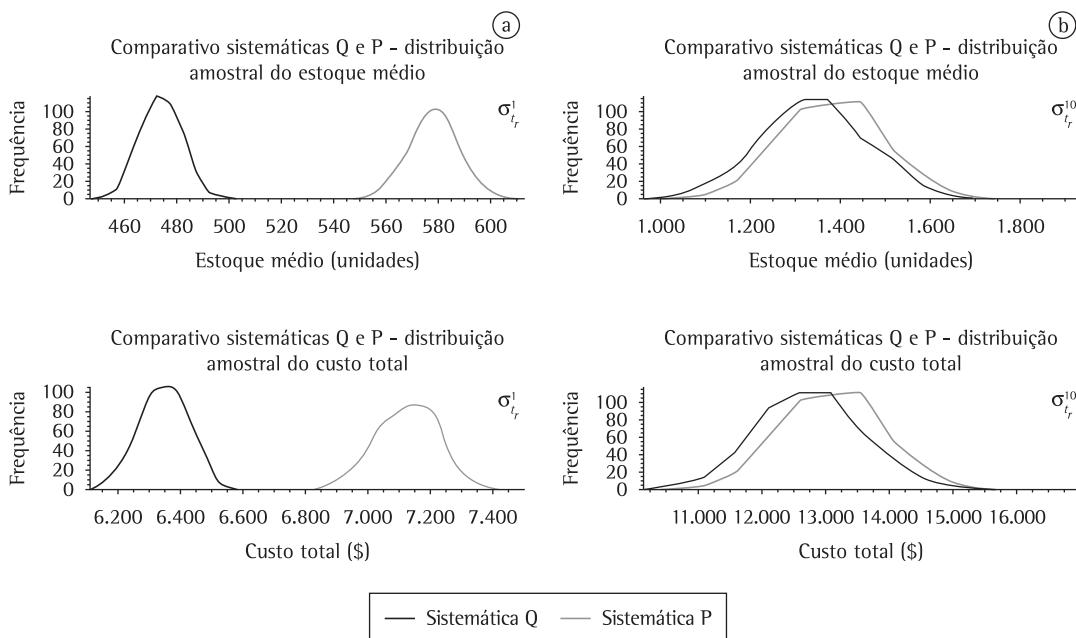 a
Comparativo sistemáticas Q e P - distribuição
amostral do estoque médio
Frequência
100
80
60
40
20
0
σ¹tᵣ
460 480 500 520 540 560 580 600
Estoque médio (unidades)
b
Comparativo sistemáticas Q e P - distribuição
amostral do estoque médio
Frequência
100
80
60
40
20
0
σ¹⁰tᵣ
1.000 1.200 1.400 1.600 1.800
Estoque médio (unidades)
Comparativo sistemáticas Q e P - distribuição
amostral do custo total
Frequência
100
80
60
40
20
0
σ¹tᵣ
6.200 6.400 6.600 6.800 7.000 7.200 7.400
Custo total ($)
Comparativo sistemáticas Q e P - distribuição
amostral do custo total
Frequência
100
80
60
40
20
0
σ¹⁰tᵣ
11.000 12.000 13.000 14.000 15.000 16.000
Custo total ($)
Sistemática Q Sistemática P